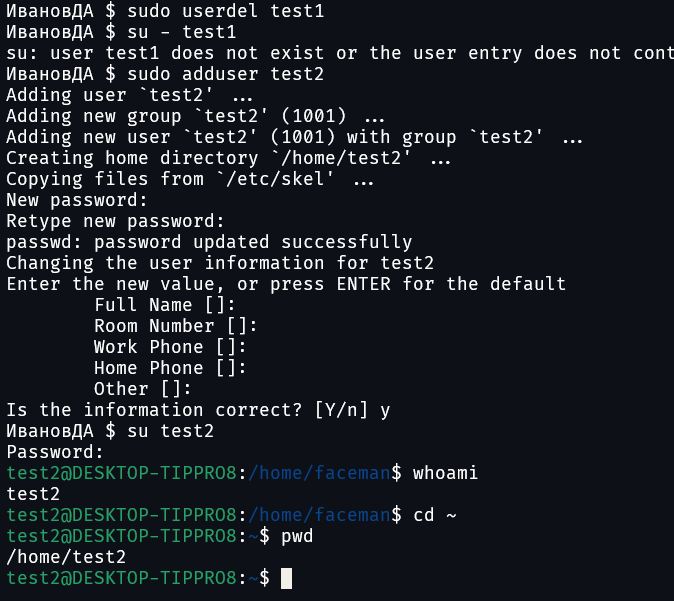 ИвановДА $ sudo userdel test1
ИвановДА $ su - test1
su: user test1 does not exist or the user entry does not cont
ИвановДА $ sudo adduser test2
Adding user `test2' ...
Adding new group `test2' (1001) ...
Adding new user `test2' (1001) with group `test2' ...
Creating home directory `/home/test2' ...
Copying files from `/etc/skel' ...
New password:
Retype new password:
passwd: password updated successfully
Changing the user information for test2
Enter the new value, or press ENTER for the default
        Full Name []:
        Room Number []:
        Work Phone []:
        Home Phone []:
        Other []:
Is the information correct? [Y/n] y
ИвановДА $ su test2
Password:
test2@DESKTOP-TIPPRO8:/home/faceman$ whoami
test2
test2@DESKTOP-TIPPRO8:/home/faceman$ cd ~
test2@DESKTOP-TIPPRO8:~$ pwd
/home/test2
test2@DESKTOP-TIPPRO8:~$